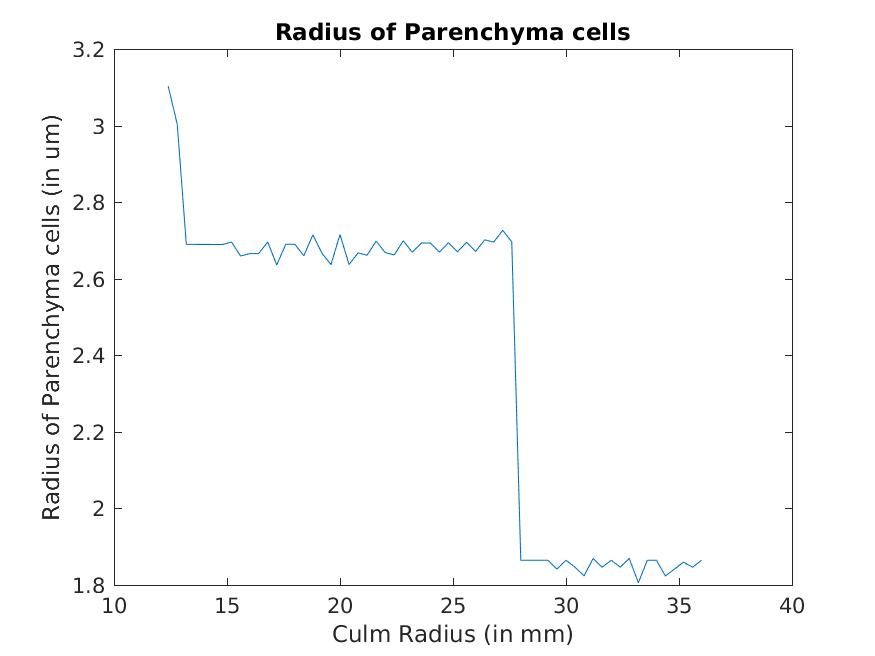 Radius of Parenchyma cells
3.2
3
2.8
2.6
2.4
2.2
2
1.8
Radius of Parenchyma cells (in um)
10 15 20 25 30 35 40
Culm Radius (in mm)